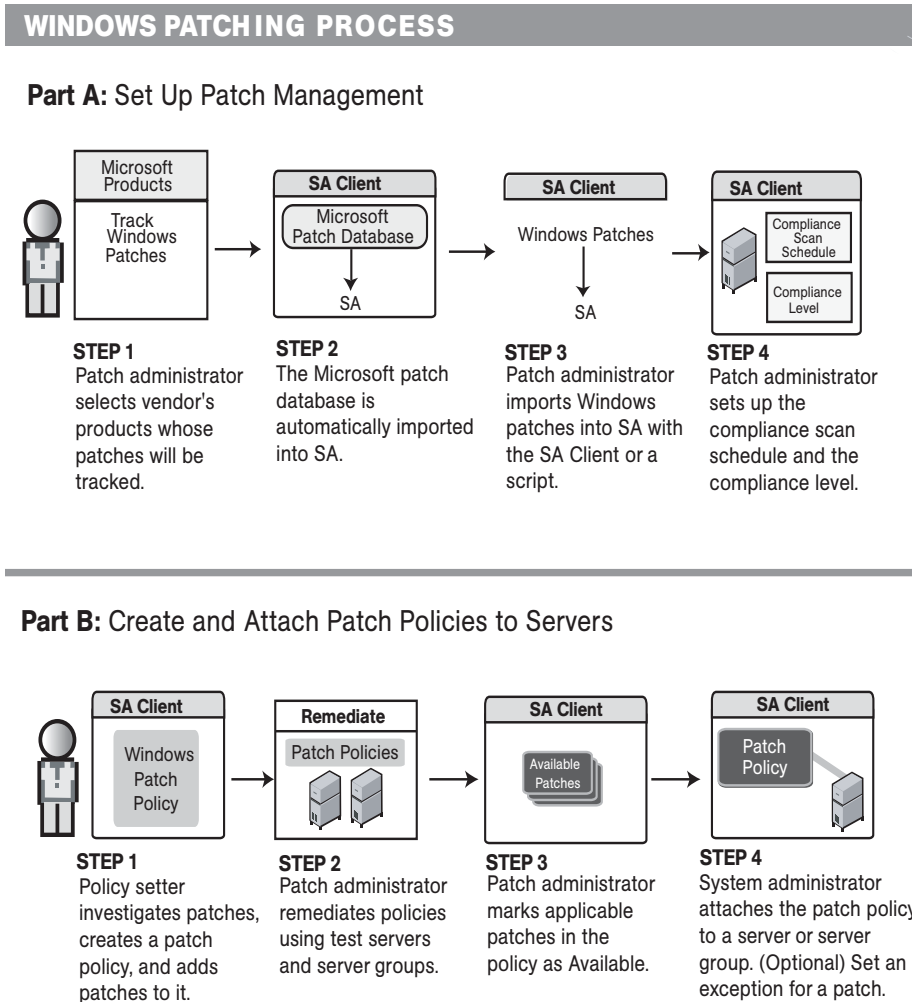 WINDOWS PATCHING PROCESS
Part A: Set Up Patch Management
Microsoft
Products
Track
Windows
Patches
SA Client
Microsoft
Patch Database
SA
SA Client
Windows Patches
SA
SA Client
Compliance
Scan
Schedule
Compliance
Level
STEP 1
Patch administrator
selects vendor's
products whose
patches will be
tracked.
STEP 2
The Microsoft patch
database is
automatically imported
into SA.
STEP 3
Patch administrator
imports Windows
patches into SA with
the SA Client or a
script.
STEP 4
Patch administrator
sets up the
compliance scan
schedule and the
compliance level.
Part B: Create and Attach Patch Policies to Servers
SA Client
Windows
Patch
Policy
Remediate
Patch Policies
SA Client
Available
Patches
SA Client
Patch
Policy
STEP 1
Policy setter
investigates patches,
creates a patch
policy, and adds
patches to it.
STEP 2
Patch administrator
remediates policies
using test servers
and server groups.
STEP 3
Patch administrator
marks applicable
patches in the
policy as Available.
STEP 4
System administrator
attaches the patch policy
to a server or server
group. (Optional) Set an
exception for a patch.